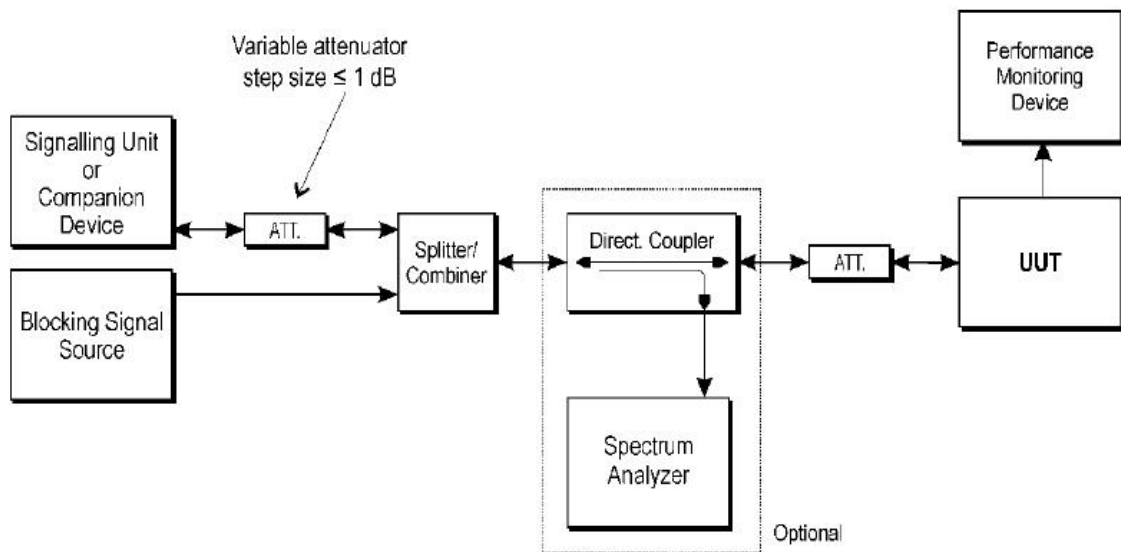 Variable attenuator
step size ≤ 1 dB
Performance
Monitoring
Device
Signalling Unit
or
Companion
Device
ATT.
Splitter/
Combiner
Direct. Coupler
ATT.
UUT
Blocking Signal
Source
Spectrum
Analyzer
Optional